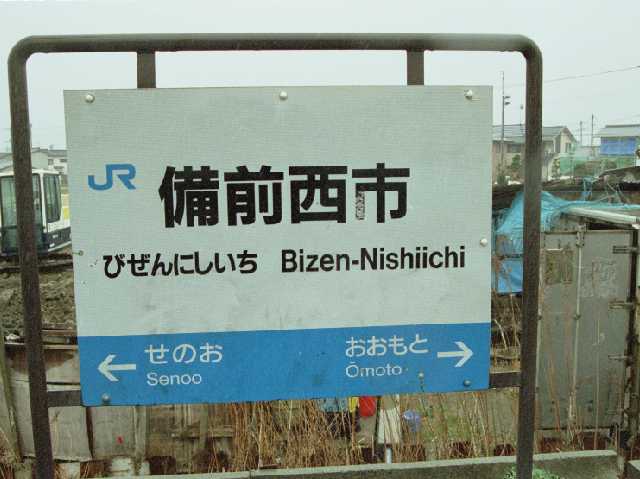 JR 備前西市
びぜんにしいち Bizen-Nishiichi
← せのお おおもと →
Senoo Ōmoto